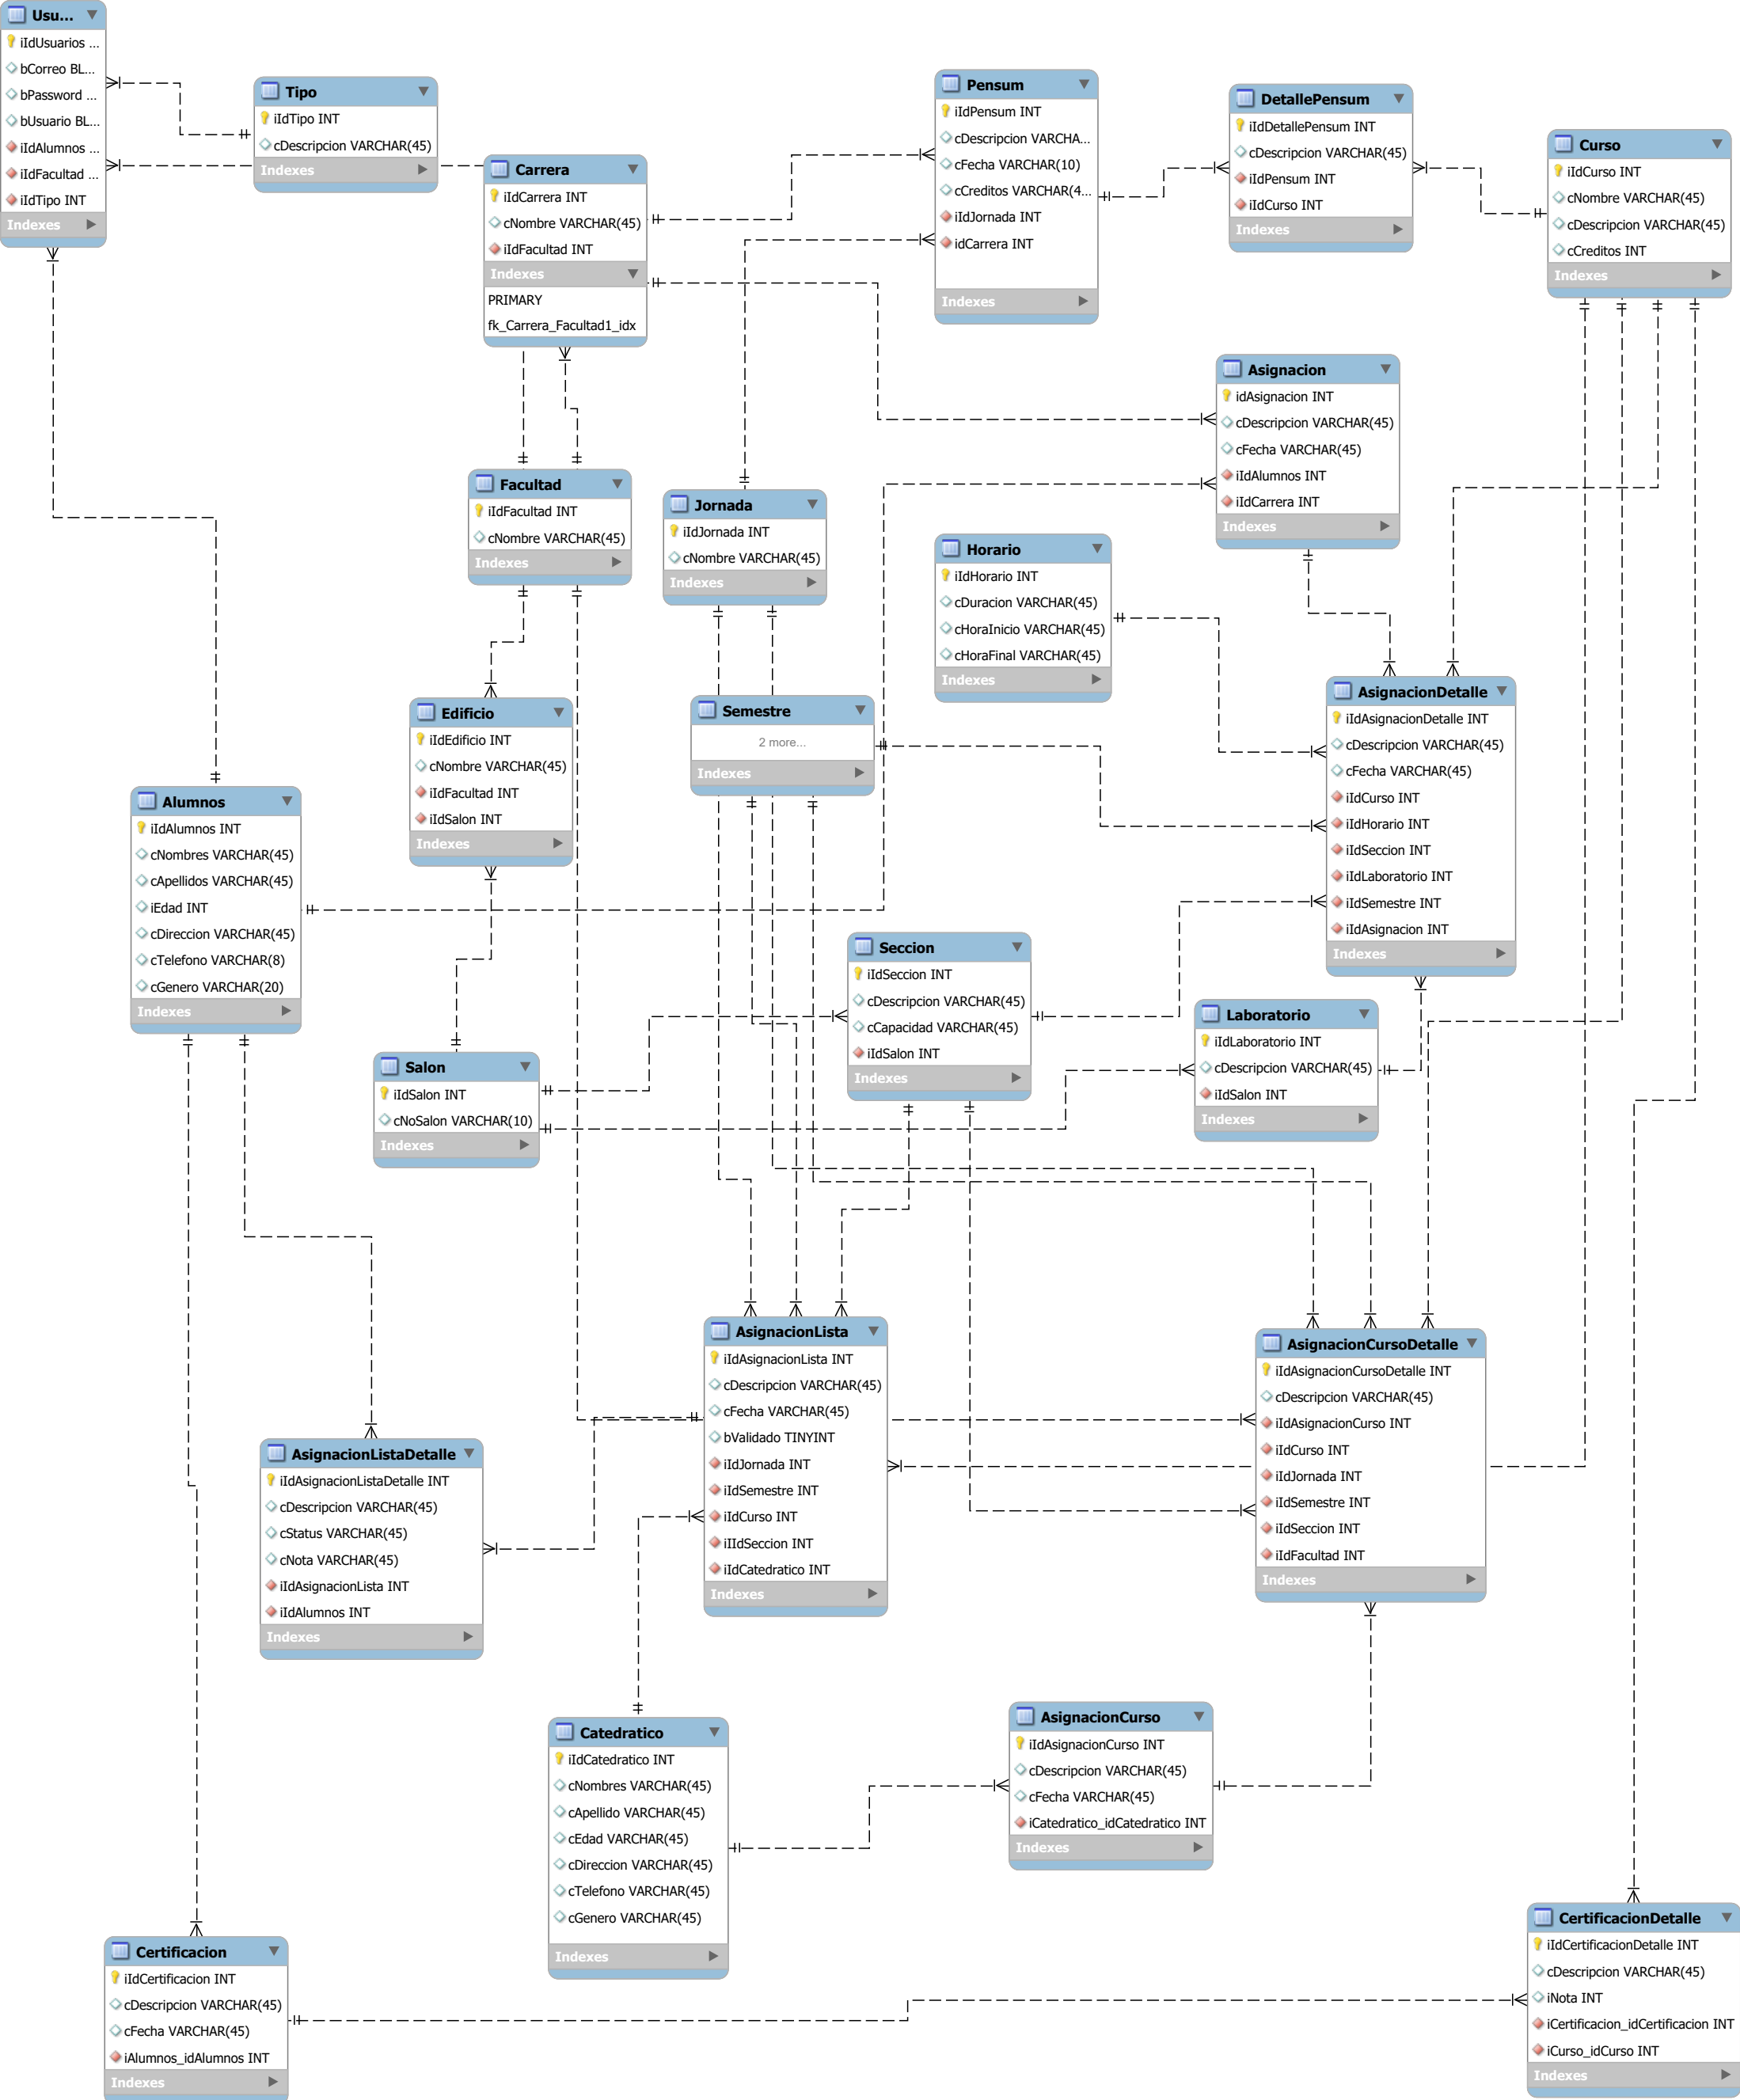 Usu...
iIdUsuarios ...
bCorreo BL...
bPassword ...
bUsuario BL...
iIdAlumnos ...
iIdFacultad ...
iIdTipo INT
Indexes
Tipo
iIdTipo INT
cDescripcion VARCHAR(45)
Indexes
Carrera
iIdCarrera INT
cNombre VARCHAR(45)
iIdFacultad INT
Indexes
PRIMARY
fk_Carrera_Facultad1_idx
Pensum
iIdPensum INT
cDescripcion VARCHA...
cFecha VARCHAR(10)
cCreditos VARCHAR(4...
iIdJornada INT
idCarrera INT
Indexes
DetallePensum
iIdDetallePensum INT
cDescripcion VARCHAR(45)
iIdPensum INT
iIdCurso INT
Indexes
Curso
iIdCurso INT
cNombre VARCHAR(45)
cDescripcion VARCHAR(45)
cCreditos INT
Indexes
Asignacion
idAsignacion INT
cDescripcion VARCHAR(45)
cFecha VARCHAR(45)
iIdAlumnos INT
iIdCarrera INT
Indexes
Facultad
iIdFacultad INT
cNombre VARCHAR(45)
Indexes
Jornada
iIdJornada INT
cNombre VARCHAR(45)
Indexes
Horario
iIdHorario INT
cDuracion VARCHAR(45)
cHoraInicio VARCHAR(45)
cHoraFinal VARCHAR(45)
Indexes
AsignacionDetalle
iIdAsignacionDetalle INT
cDescripcion VARCHAR(45)
cFecha VARCHAR(45)
iIdCurso INT
iIdHorario INT
iIdSeccion INT
iIdLaboratorio INT
iIdSemestre INT
iIdAsignacion INT
Indexes
Edificio
iIdEdificio INT
cNombre VARCHAR(45)
iIdFacultad INT
iIdSalon INT
Indexes
Semestre
2 more...
Indexes
Alumnos
iIdAlumnos INT
cNombres VARCHAR(45)
cApellidos VARCHAR(45)
iEdad INT
cDireccion VARCHAR(45)
cTelefono VARCHAR(8)
cGenero VARCHAR(20)
Indexes
Seccion
iIdSeccion INT
cDescripcion VARCHAR(45)
cCapacidad VARCHAR(45)
iIdSalon INT
Indexes
Laboratorio
iIdLaboratorio INT
cDescripcion VARCHAR(45)
iIdSalon INT
Indexes
Salon
iIdSalon INT
cNoSalon VARCHAR(10)
Indexes
AsignacionLista
iIdAsignacionLista INT
cDescripcion VARCHAR(45)
cFecha VARCHAR(45)
bValidado TINYINT
iIdJornada INT
iIdSemestre INT
iIdCurso INT
iIIdSeccion INT
iIdCatedratico INT
Indexes
AsignacionCursoDetalle
iIdAsignacionCursoDetalle INT
cDescripcion VARCHAR(45)
iIdAsignacionCurso INT
iIdCurso INT
iIdJornada INT
iIdSemestre INT
iIdSeccion INT
iIdFacultad INT
Indexes
AsignacionListaDetalle
iIdAsignacionListaDetalle INT
cDescripcion VARCHAR(45)
cStatus VARCHAR(45)
cNota VARCHAR(45)
iIdAsignacionLista INT
iIdAlumnos INT
Indexes
Catedratico
iIdCatedratico INT
cNombres VARCHAR(45)
cApellido VARCHAR(45)
cEdad VARCHAR(45)
cDireccion VARCHAR(45)
cTelefono VARCHAR(45)
cGenero VARCHAR(45)
Indexes
AsignacionCurso
iIdAsignacionCurso INT
cDescripcion VARCHAR(45)
cFecha VARCHAR(45)
iCatedratico_idCatedratico INT
Indexes
Certificacion
iIdCertificacion INT
cDescripcion VARCHAR(45)
cFecha VARCHAR(45)
iAlumnos_idAlumnos INT
Indexes
CertificacionDetalle
iIdCertificacionDetalle INT
cDescripcion VARCHAR(45)
iNota INT
iCertificacion_idCertificacion INT
iCurso_idCurso INT
Indexes